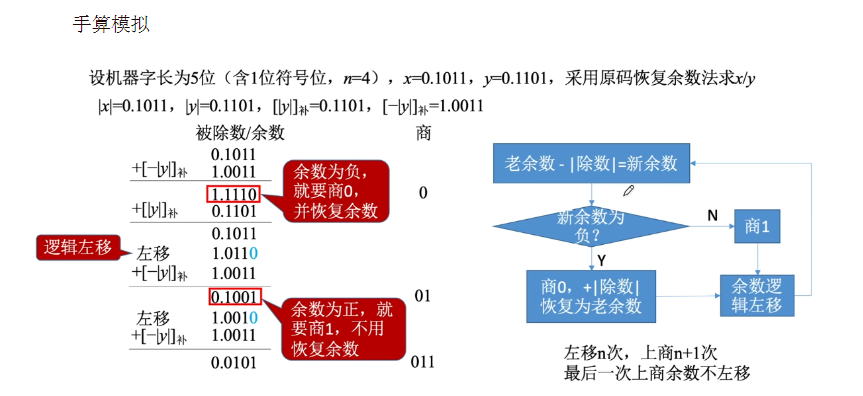 手算模拟
设机器字长为5位（含1位符号位，n=4），x=0.1011，y=0.1101，采用原码恢复余数法求x/y
|x|=0.1011，|y|=0.1101，[|y|]补=0.1101，[−|y|]补=1.0011
被除数/余数 商
0.1011
+[−|y|]补 1.0011
1.1110 0
+[|y|]补 0.1101
0.1011
左移 1.0110
+[−|y|]补 1.0011
0.1001 01
左移 1.0010
+[−|y|]补 1.0011
0.0101 011
余数为负，
就要商0，
并恢复余数
逻辑左移
余数为正，就
要商1，不用
恢复余数
老余数 - |除数|=新余数
新余数为
负？
N
商1
Y
商0，+|除数|
恢复为老余数
余数逻
辑左移
左移n次，上商n+1次
最后一次上商余数不左移